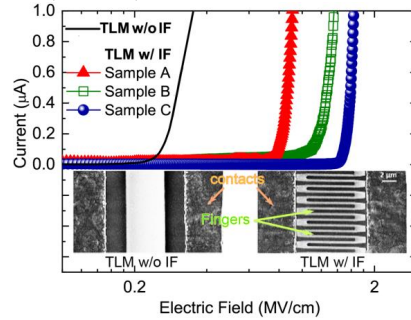 TLM w/o IF
TLM w/ IF
Sample A
Sample B
Sample C
1.0
0.8
0.6
0.4
0.2
0.0
Current (μA)
contacts
Fingers
2 μm
TLM w/o IF
TLM w/ IF
0.2
2
Electric Field (MV/cm)